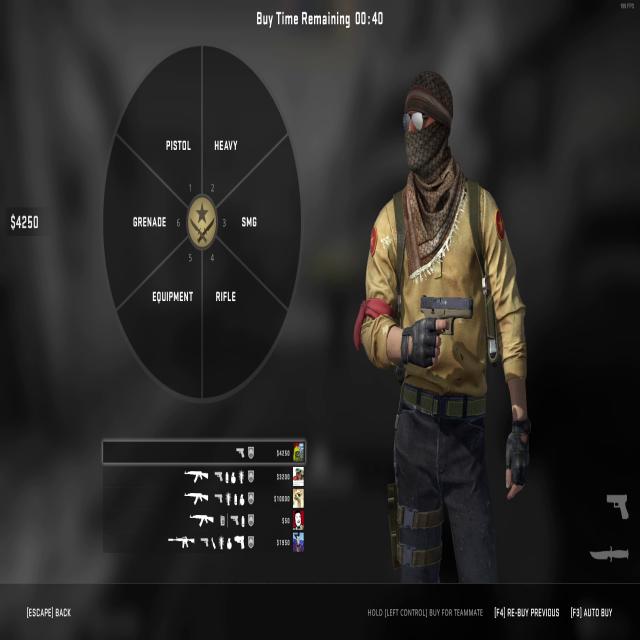 Buy Time Remaining 00:40
PISTOL
HEAVY
1
2
$4250
GRENADE
6
3
SMG
5
4
EQUIPMENT
RIFLE
$4250
$3200
$10000
$50
$1950
[ESCAPE] BACK
HOLD [LEFT CONTROL] BUY FOR TEAMMATE
[F4] RE-BUY PREVIOUS
[F3] AUTO BUY